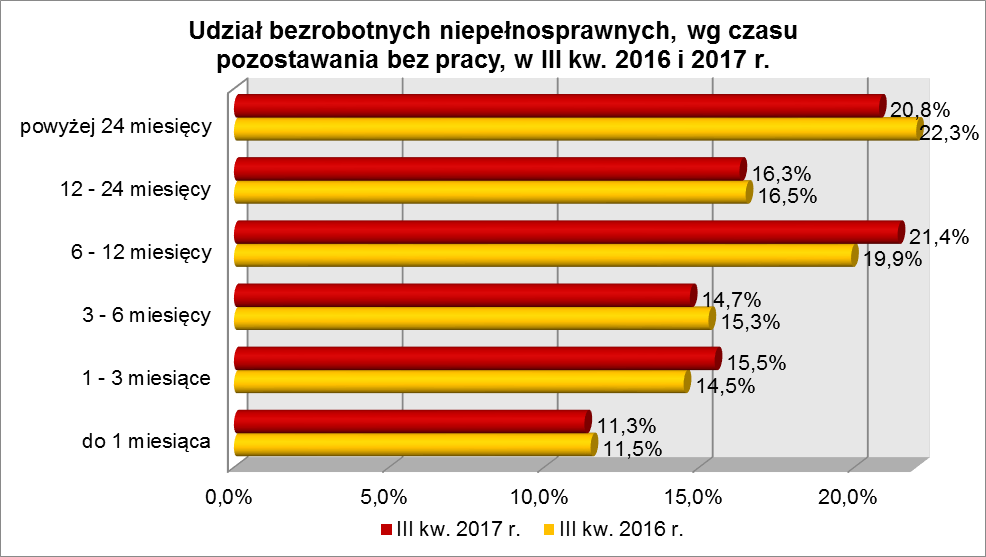 Udział bezrobotnych niepełnosprawnych, wg czasu
pozostawania bez pracy, w III kw. 2016 i 2017 r.
powyżej 24 miesięcy
20,8%
22,3%
12 - 24 miesięcy
16,3%
16,5%
6 - 12 miesięcy
21,4%
19,9%
3 - 6 miesięcy
14,7%
15,3%
1 - 3 miesiące
15,5%
14,5%
do 1 miesiąca
11,3%
11,5%
0,0% 5,0% 10,0% 15,0% 20,0%
III kw. 2017 r. III kw. 2016 r.